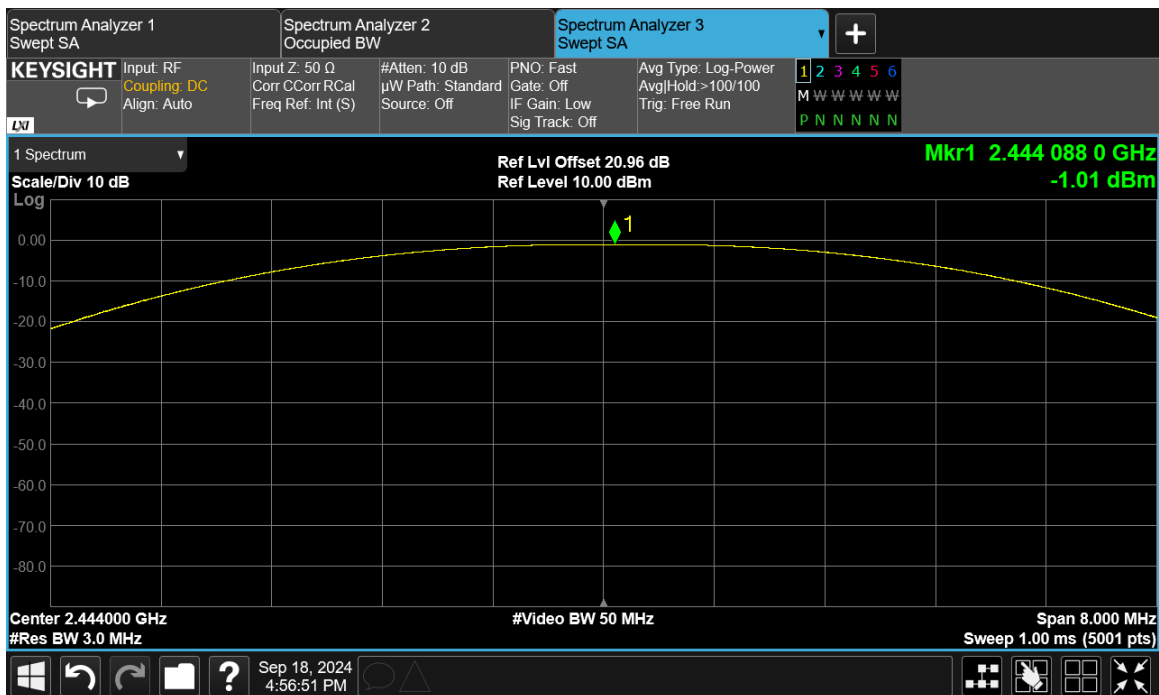 Spectrum Analyzer 1
Swept SA
Spectrum Analyzer 2
Occupied BW
Spectrum Analyzer 3
Swept SA
KEYSIGHT
LXI
Input: RF
Coupling: DC
Align: Auto
Input Z: 50 Ω
Corr CCorr RCal
Freq Ref: Int (S)
#Atten: 10 dB
µW Path: Standard
Source: Off
PNO: Fast
Gate: Off
IF Gain: Low
Sig Track: Off
Avg Type: Log-Power
Avg|Hold:>100/100
Trig: Free Run
1 2 3 4 5 6
M W W W W W
P N N N N N
1 Spectrum
Scale/Div 10 dB
Log
Ref Lvl Offset 20.96 dB
Ref Level 10.00 dBm
Mkr1 2.444 088 0 GHz
-1.01 dBm
1
0.00
-10.0
-20.0
-30.0
-40.0
-50.0
-60.0
-70.0
-80.0
Center 2.444000 GHz
#Res BW 3.0 MHz
#Video BW 50 MHz
Span 8.000 MHz
Sweep 1.00 ms (5001 pts)
?
Sep 18, 2024
4:56:51 PM